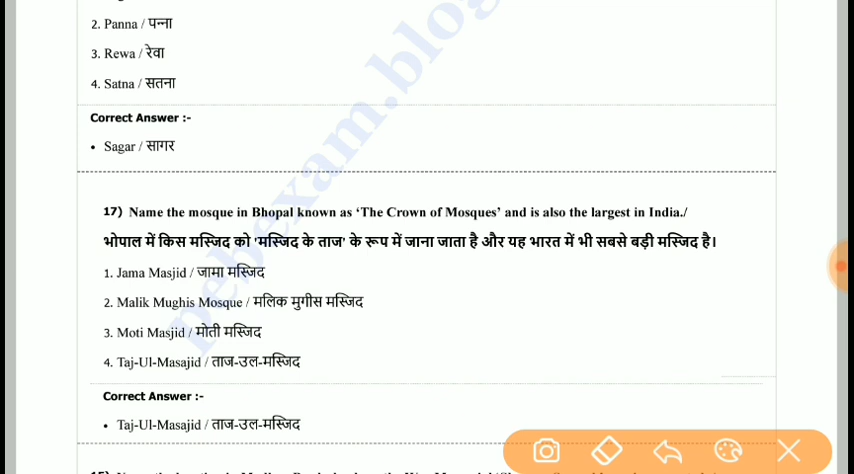 2. Panna / पन्ना
3. Rewa / रेवा
4. Satna / सतना
Correct Answer :-
• Sagar / सागर
17) Name the mosque in Bhopal known as ‘The Crown of Mosques’ and is also the largest in India./
भोपाल में किस मस्जिद को 'मस्जिद के ताज' के रूप में जाना जाता है और यह भारत में भी सबसे बड़ी मस्जिद है।
1. Jama Masjid / जामा मस्जिद
2. Malik Mughis Mosque / मलिक मुगीस मस्जिद
3. Moti Masjid / मोती मस्जिद
4. Taj-Ul-Masajid / ताज-उल-मस्जिद
Correct Answer :-
• Taj-Ul-Masajid / ताज-उल-मस्जिद
pebexam.blog